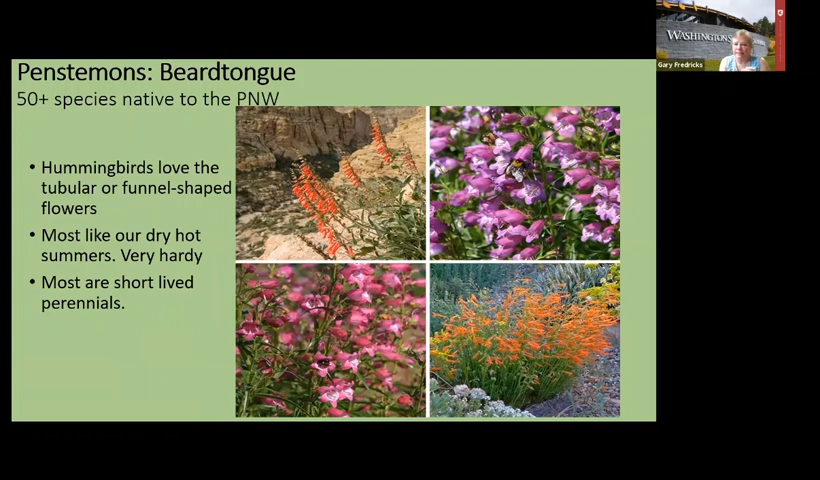 Penstemons: Beardtongue
50+ species native to the PNW
• Hummingbirds love the
tubular or funnel-shaped
flowers
• Most like our dry hot
summers. Very hardy
• Most are short lived
perennials.
WASHINGTON
Gary Fredricks